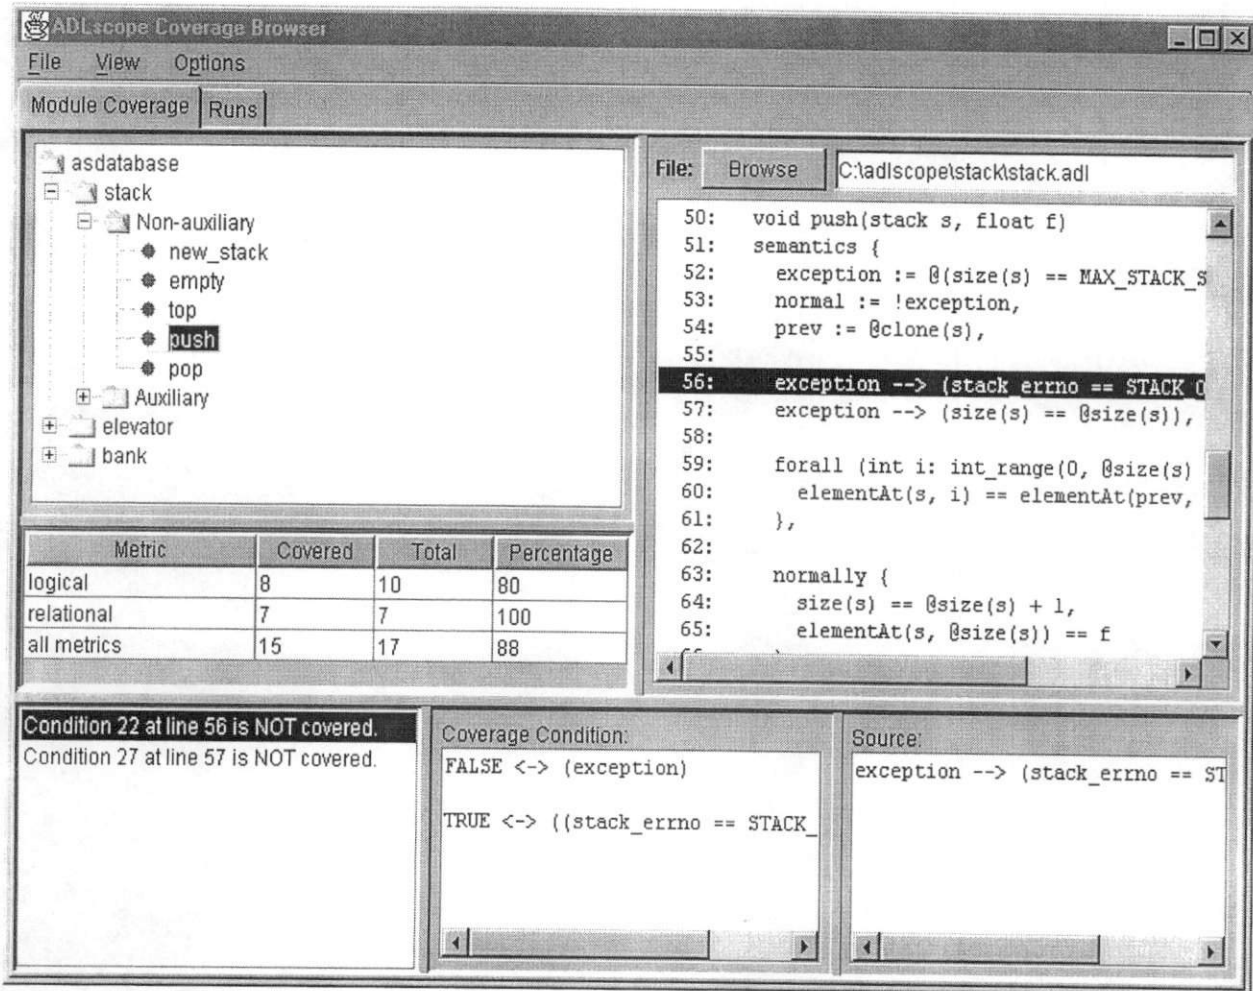 ADLscope Coverage Browser
File View Options
Module Coverage Runs
asdatabase
stack
Non-auxiliary
new_stack
empty
top
push
pop
Auxiliary
elevator
bank
Metric Covered Total Percentage
logical 8 10 80
relational 7 7 100
all metrics 15 17 88
File: Browse C:\adlscope\stack\stack.adl
50: void push(stack s, float f)
51: semantics {
52: exception := @(size(s) == MAX_STACK_S
53: normal := !exception,
54: prev := @clone(s),
55:
56: exception --> (stack_errno == STACK_O
57: exception --> (size(s) == @size(s)),
58:
59: forall (int i: int_range(0, @size(s)
60: elementAt(s, i) == elementAt(prev,
61: },
62:
63: normally {
64: size(s) == @size(s) + 1,
65: elementAt(s, @size(s)) == f
Condition 22 at line 56 is NOT covered.
Condition 27 at line 57 is NOT covered.
Coverage Condition:
FALSE <-> (exception)
TRUE <-> ((stack_errno == STACK_
Source:
exception --> (stack_errno == ST